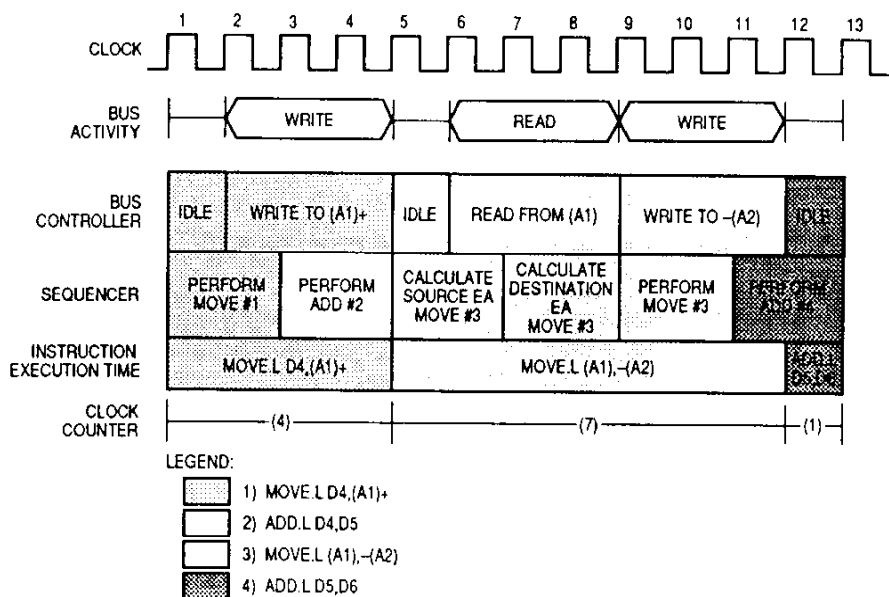 1 2 3 4 5 6 7 8 9 10 11 12 13
CLOCK
BUS
ACTIVITY
WRITE
READ
WRITE
BUS
CONTROLLER
IDLE
WRITE TO (A1)+
IDLE
READ FROM (A1)
WRITE TO –(A2)
IDLE
SEQUENCER
PERFORM
MOVE #1
PERFORM
ADD #2
CALCULATE
SOURCE EA
MOVE #3
CALCULATE
DESTINATION
EA
MOVE #3
PERFORM
MOVE #3
PERFORM
ADD #4
INSTRUCTION
EXECUTION TIME
MOVE.L D4,(A1)+
MOVE.L (A1),–(A2)
ADD.L
D5,D6
CLOCK
COUNTER
(4)
(7)
(1)
LEGEND:
1) MOVE.L D4,(A1)+
2) ADD.L D4,D5
3) MOVE.L (A1),–(A2)
4) ADD.L D5,D6